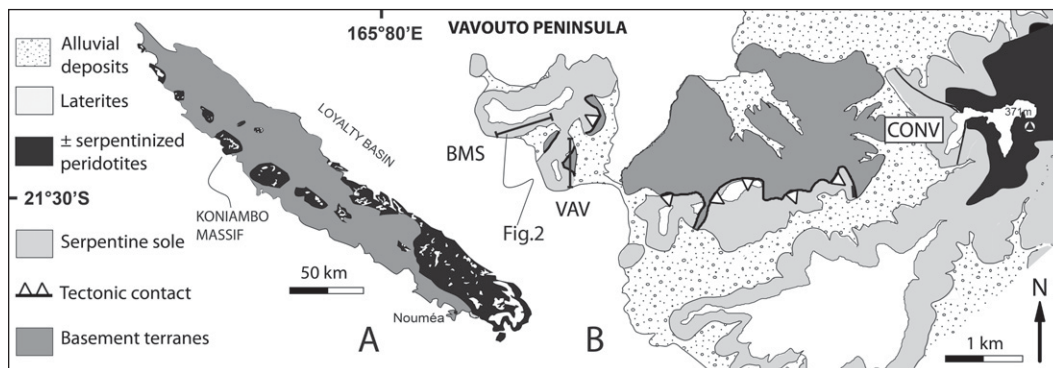 165°80’E
VAVOUTO PENINSULA
Alluvial
deposits
Laterites
± serpentinized
peridotites
21°30’S
Serpentine sole
Tectonic contact
Basement terranes
LOYALTY BASIN
KONIAMBO
MASSIF
50 km
Nouméa
A
BMS
VAV
Fig.2
B
CONV
371m
N
1 km